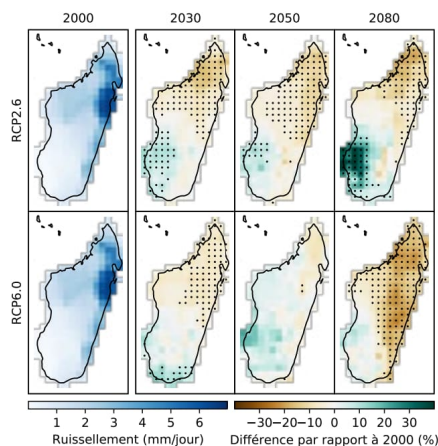 2000 2030 2050 2080
RCP2.6
RCP6.0
1 2 3 4 5 6 −30 −20 −10 0 10 20 30
Ruissellement (mm/jour) Différence par rapport à 2000 (%)